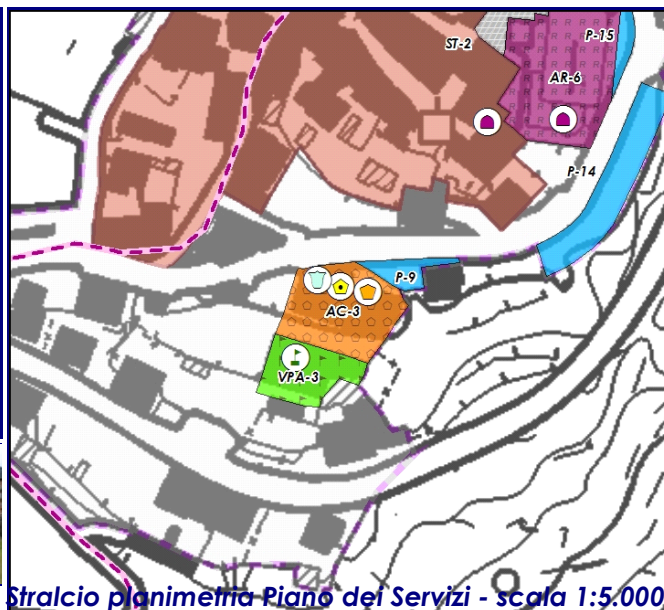 ST-2
P-15
AR-6
P-14
P-9
AC-3
VPA-3
Stralcio planimetria Piano dei Servizi - scala 1:5.000